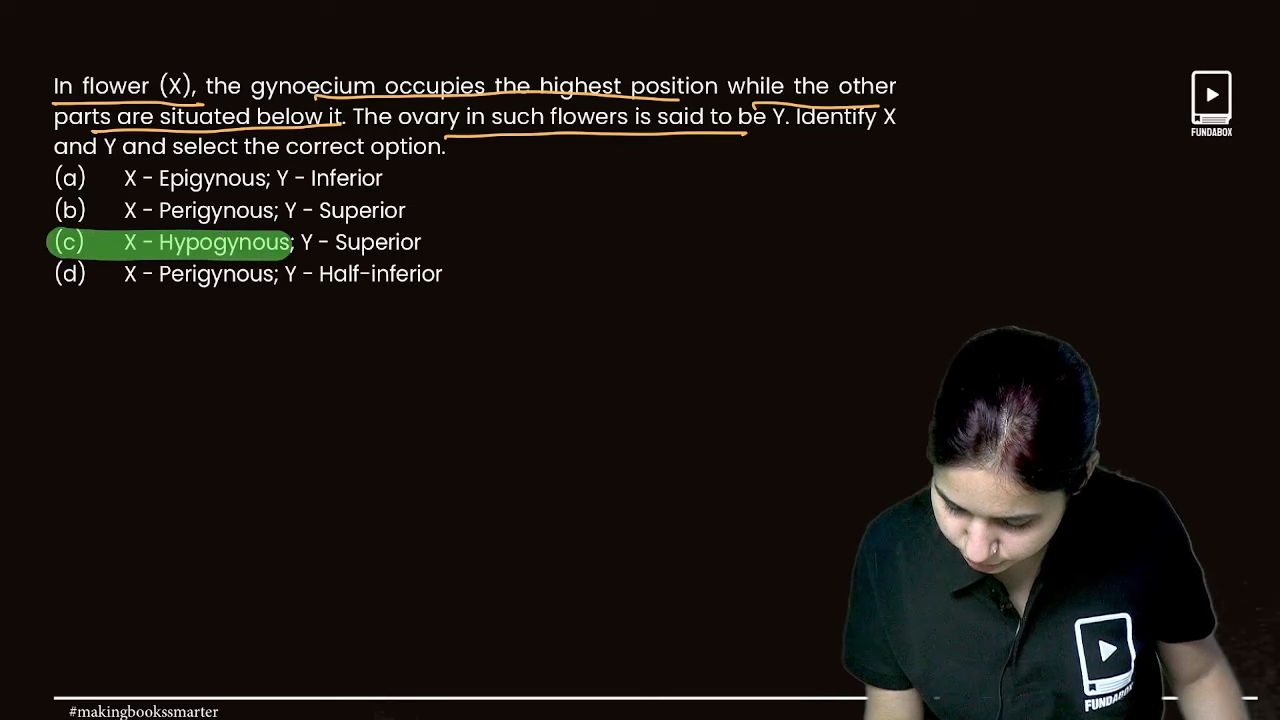 In flower (X), the gynoecium occupies the highest position while the other
parts are situated below it. The ovary in such flowers is said to be Y. Identify X
and Y and select the correct option.
(a) X - Epigynous; Y - Inferior
(b) X - Perigynous; Y - Superior
(c) X - Hypogynous; Y - Superior
(d) X - Perigynous; Y - Half-inferior
FUNDABOX
FUNDABOX
#makingbookssmarter